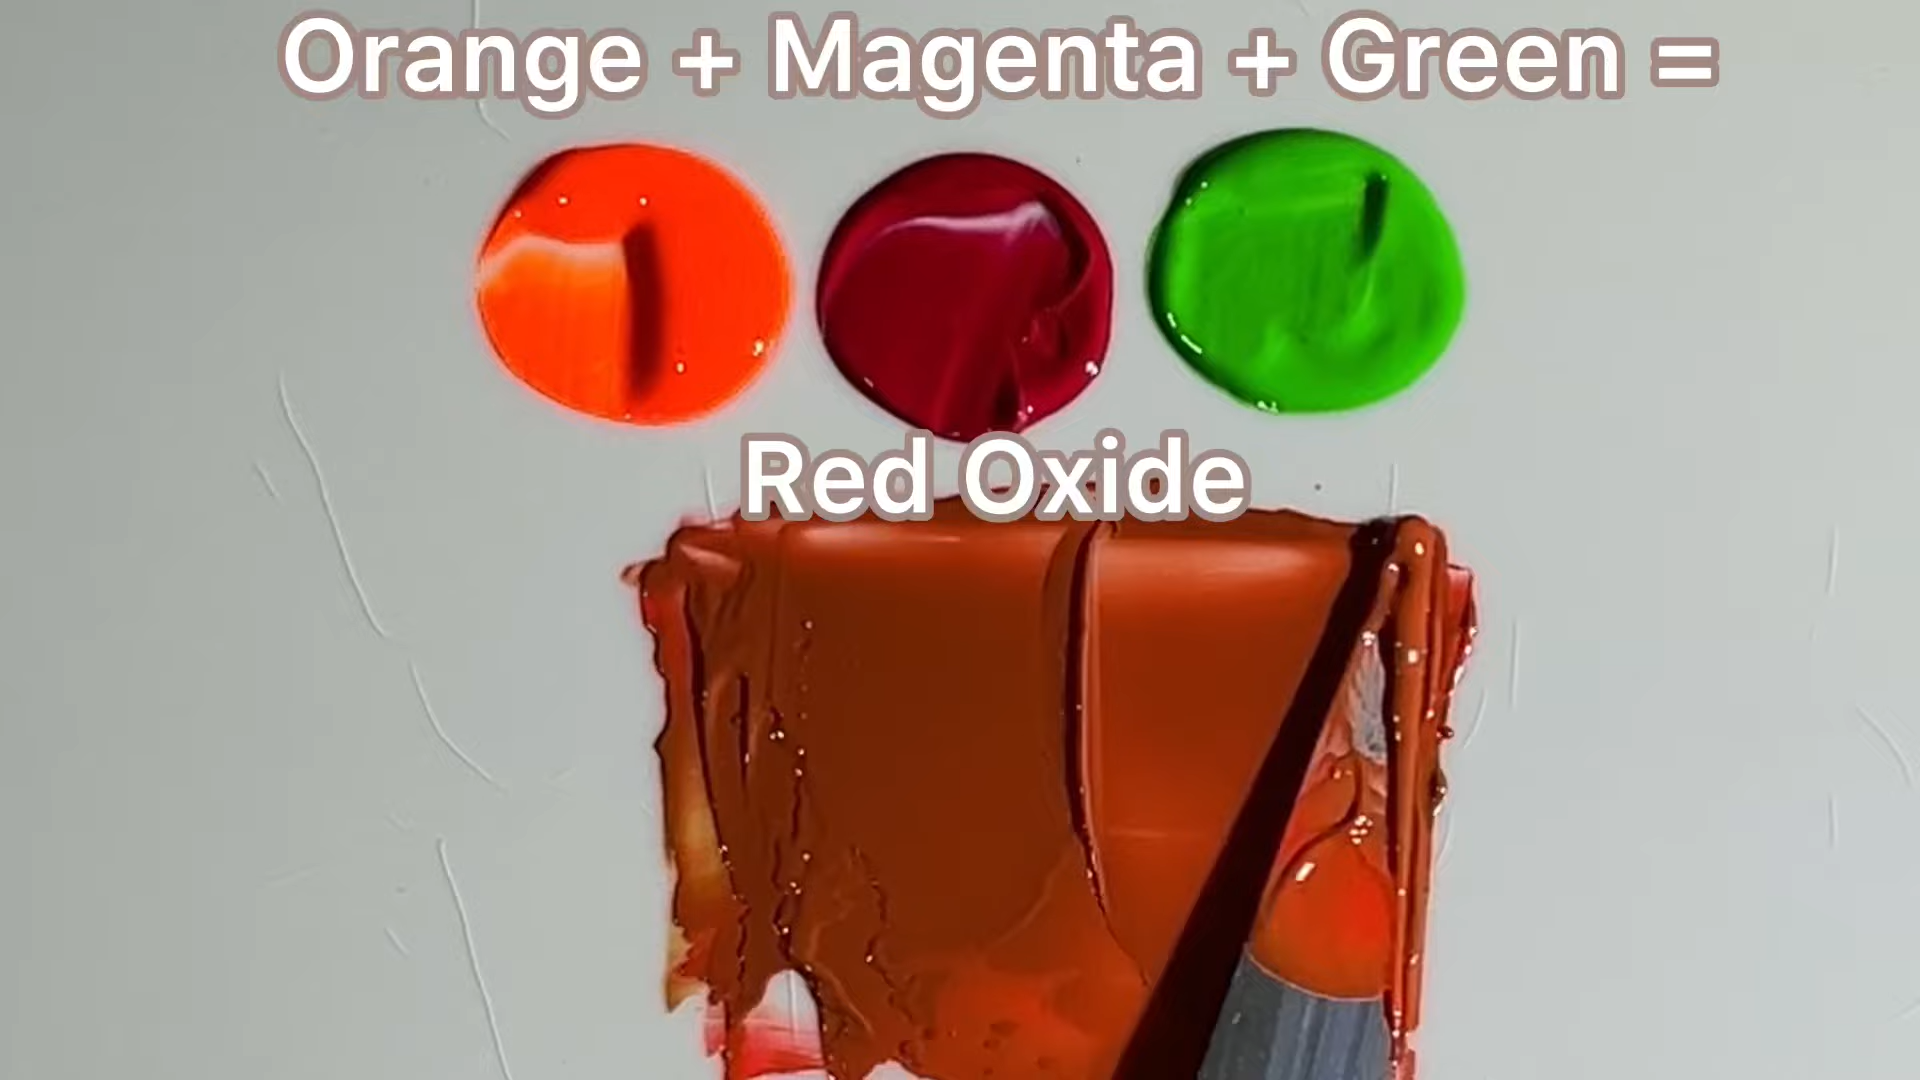 Orange + Magenta + Green =
Red Oxide